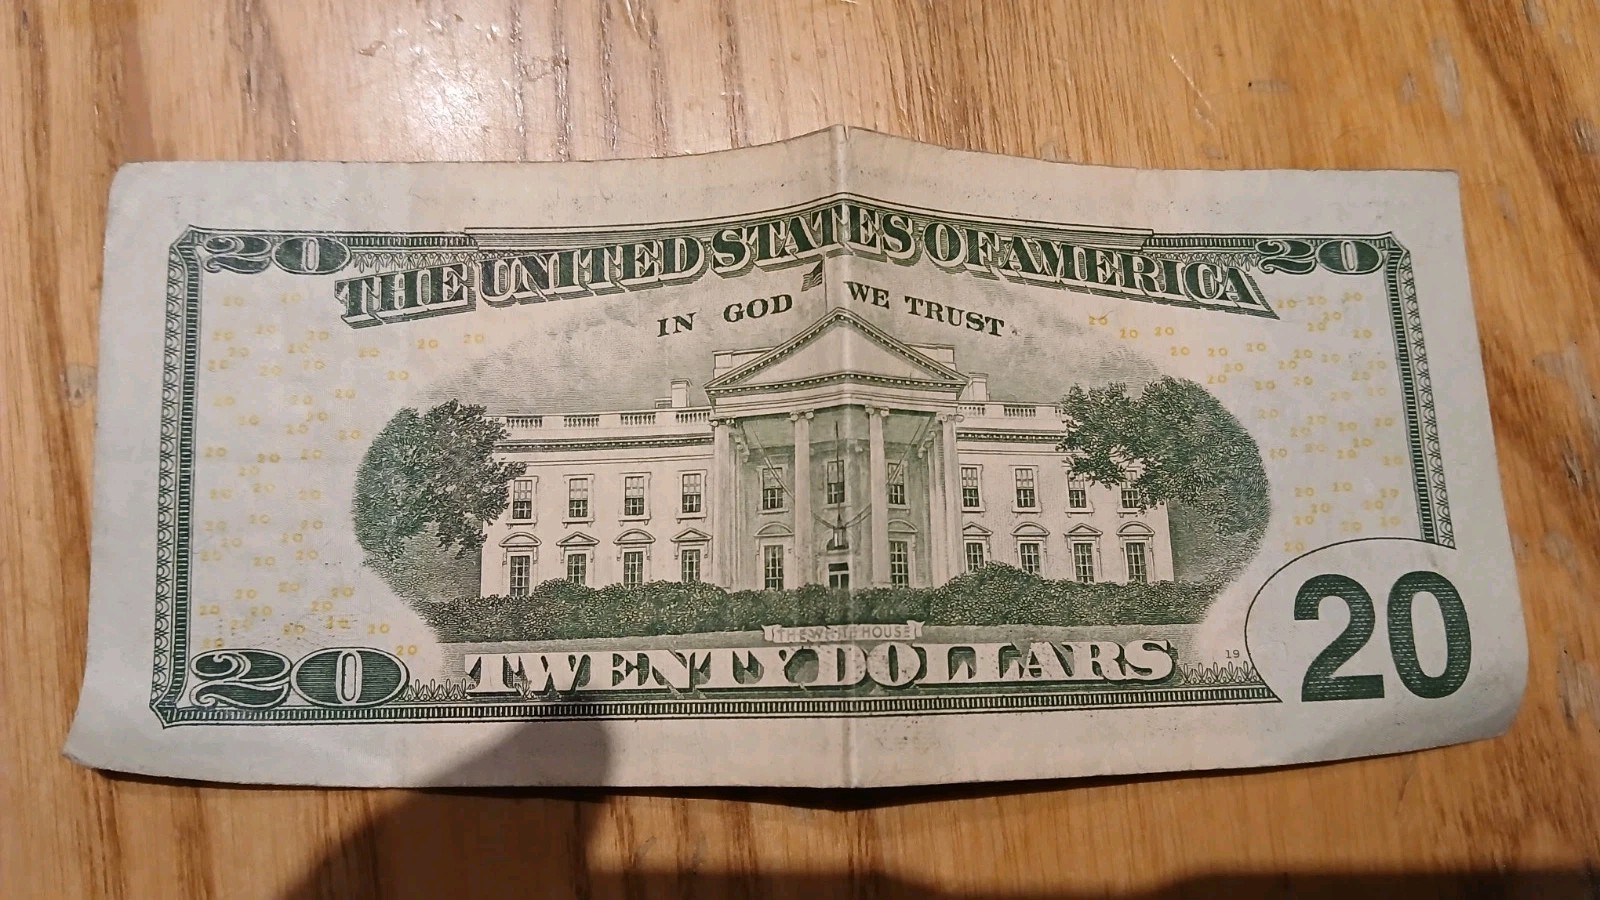 20 20
THE UNITED STATES OF AMERICA
IN GOD WE TRUST
THE WHITE HOUSE
20 TWENTY DOLLARS
19
20